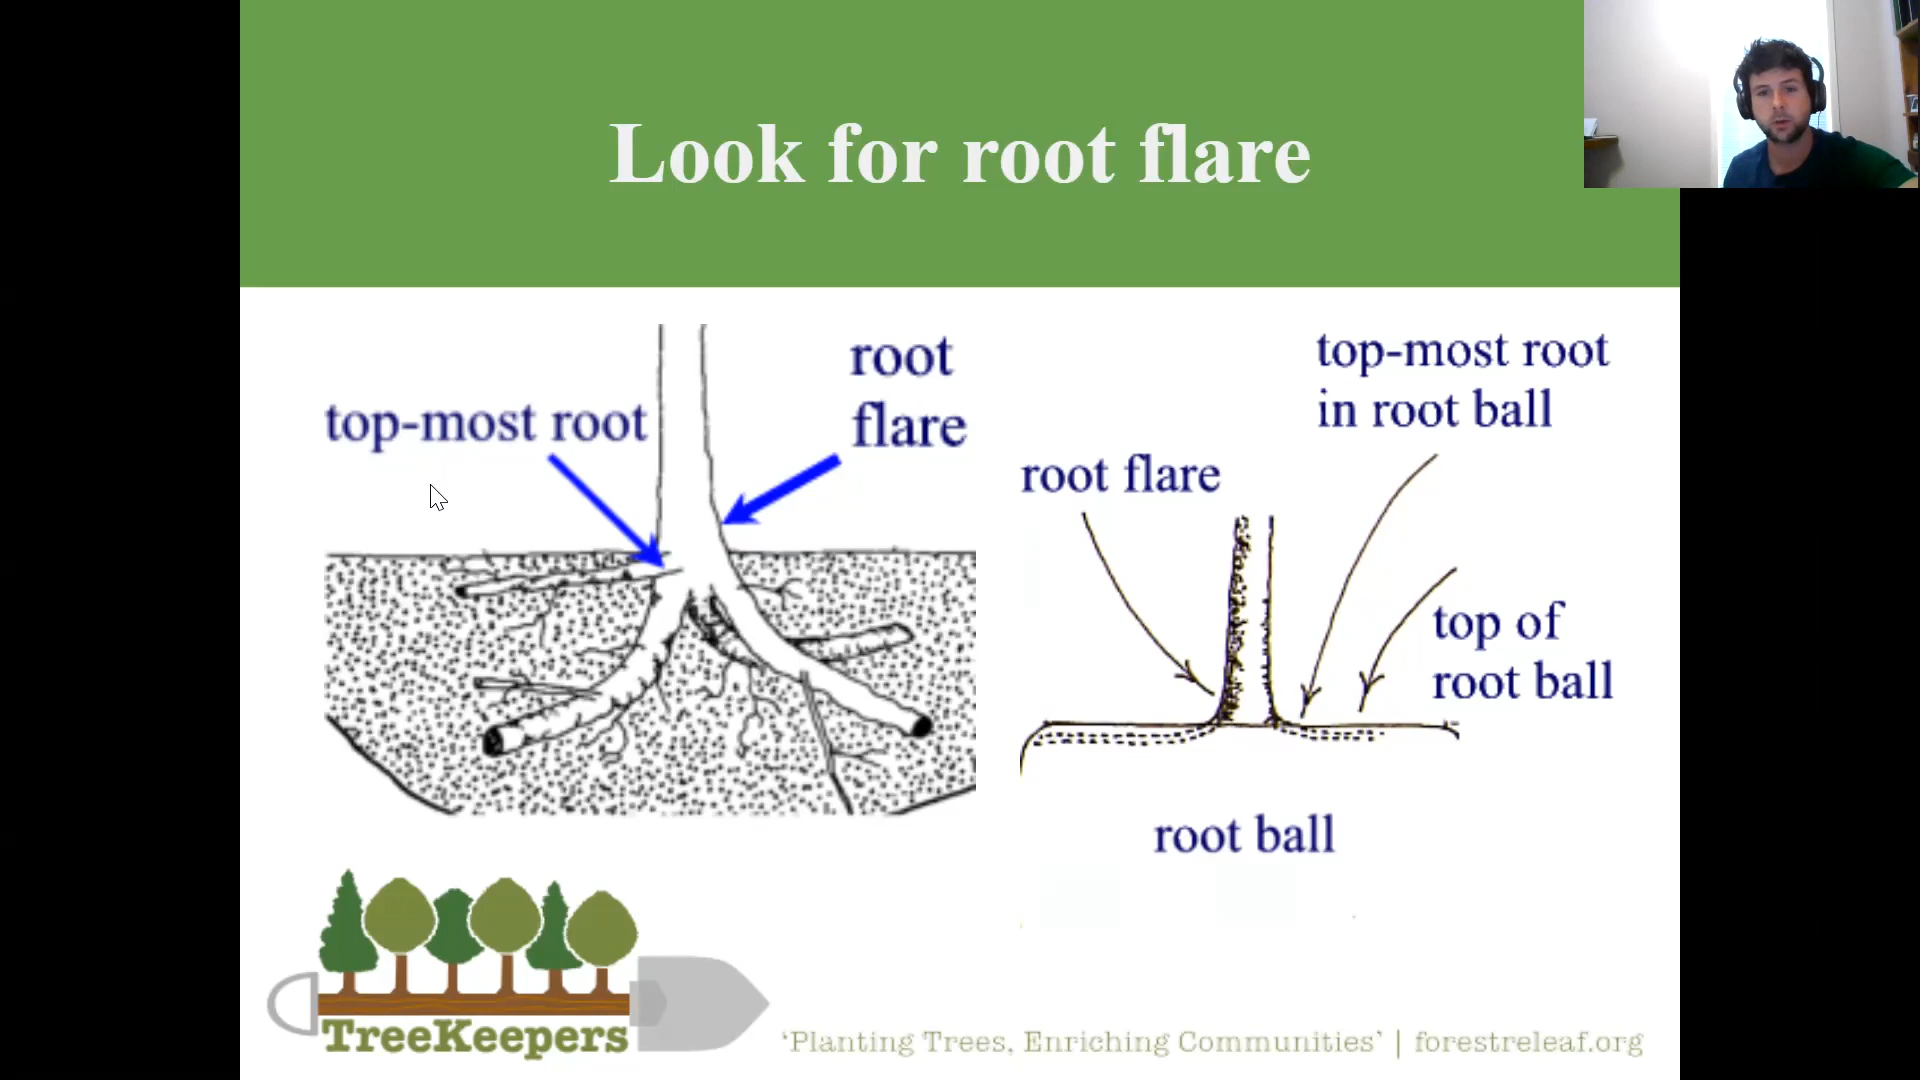 Look for root flare
top-most root
root
flare
root flare
top-most root
in root ball
top of
root ball
root ball
TreeKeepers
‘Planting Trees, Enriching Communities’ | forestreleaf.org